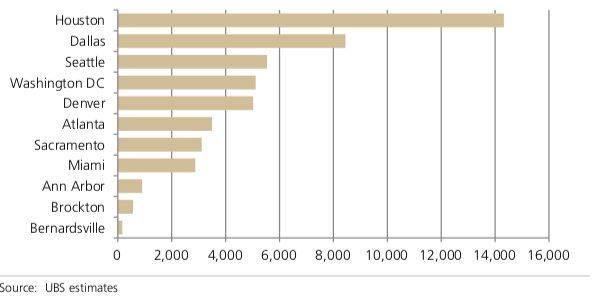 Houston
Dallas
Seattle
Washington DC
Denver
Atlanta
Sacramento
Miami
Ann Arbor
Brockton
Bernardsville
0 2,000 4,000 6,000 8,000 10,000 12,000 14,000 16,000
Source: UBS estimates